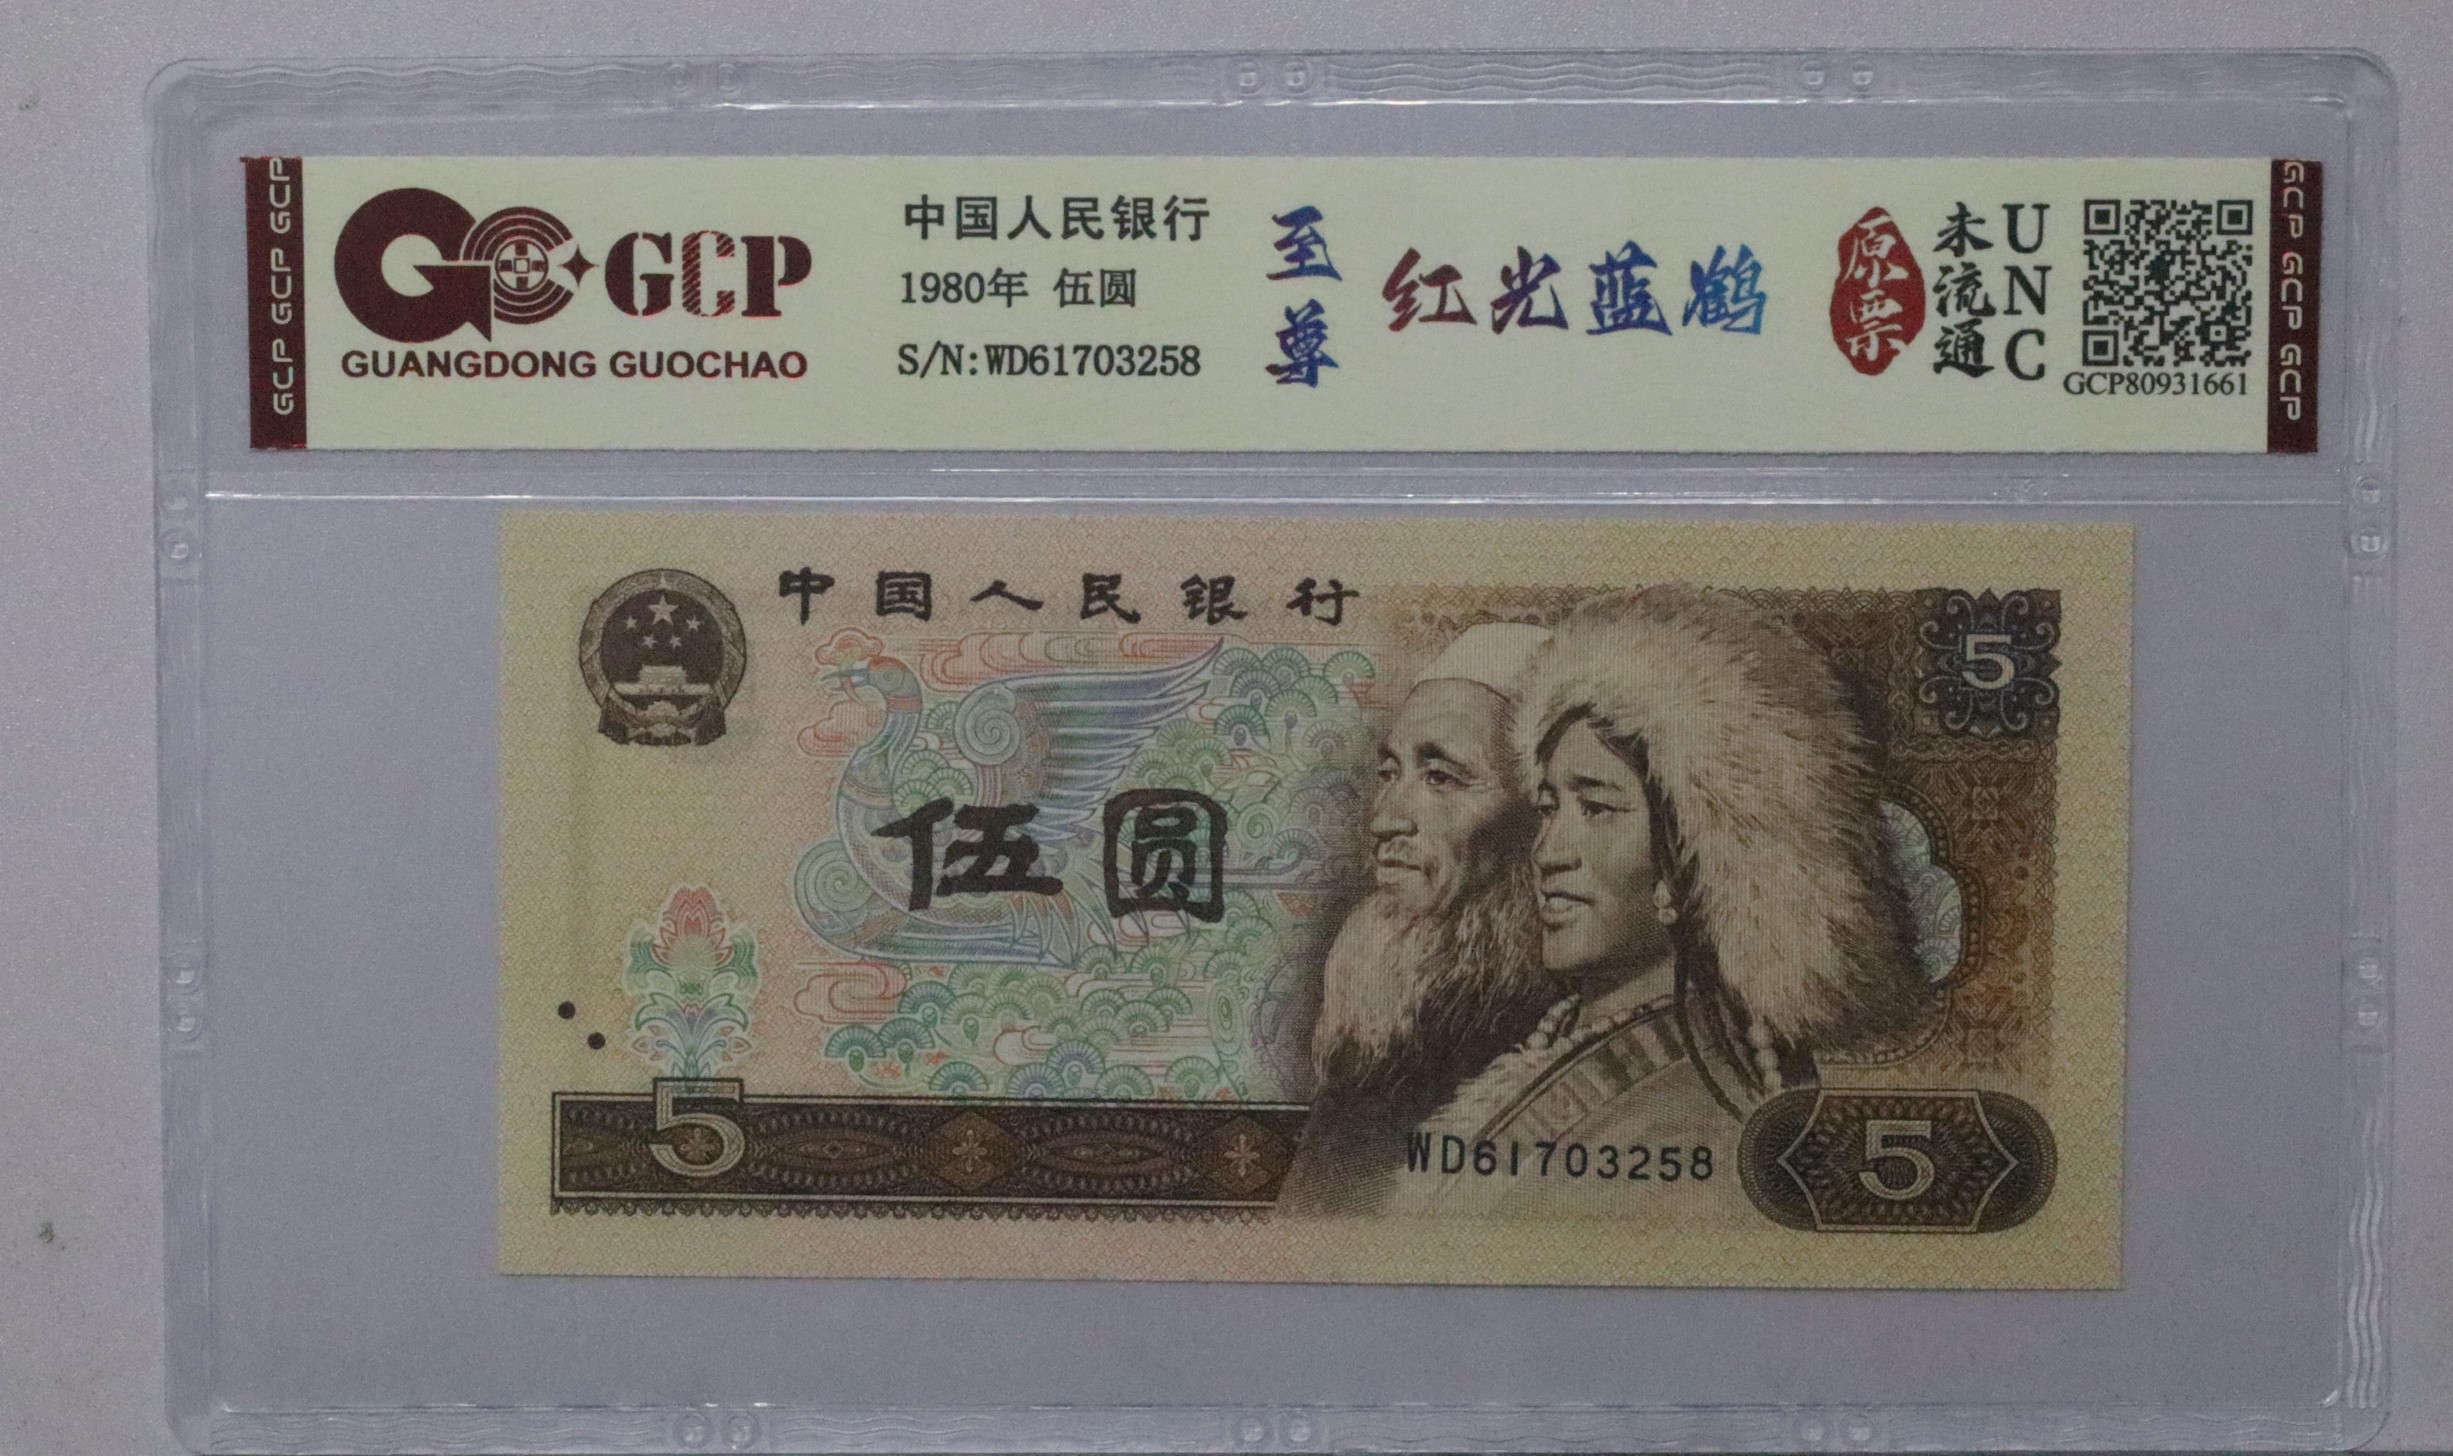 GCP GCP GCP
GCP
GUANGDONG GUOCHAO
中国人民银行
1980年 伍圆
S/N:WD61703258
至尊
红光蓝鹤
原票
未流通
UNC
GCP80931661
GCP GCP GCP
中国人民银行
5
伍圆
5
WD61703258
5